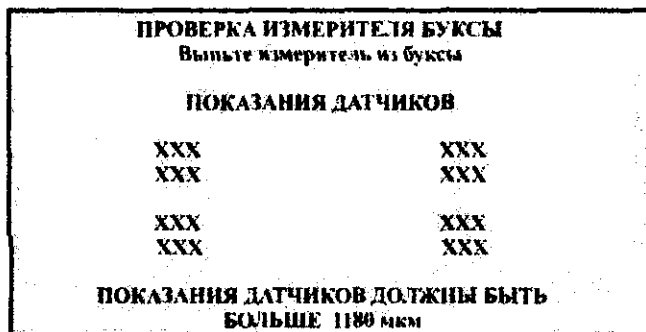 ПРОВЕРКА ИЗМЕРИТЕЛЯ БУКСЫ
Выньте измеритель из буксы
ПОКАЗАНИЯ ДАТЧИКОВ
XXX XXX
XXX XXX
XXX XXX
XXX XXX
ПОКАЗАНИЯ ДАТЧИКОВ ДОЛЖНЫ БЫТЬ
БОЛЬШЕ 1180 мкм